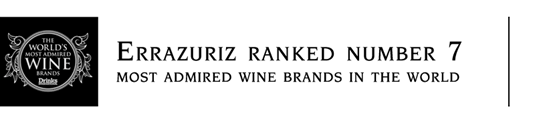 THE
WORLD'S
MOST ADMIRED
WINE
BRANDS
Drinks
ERRAZURIZ RANKED NUMBER 7
MOST ADMIRED WINE BRANDS IN THE WORLD